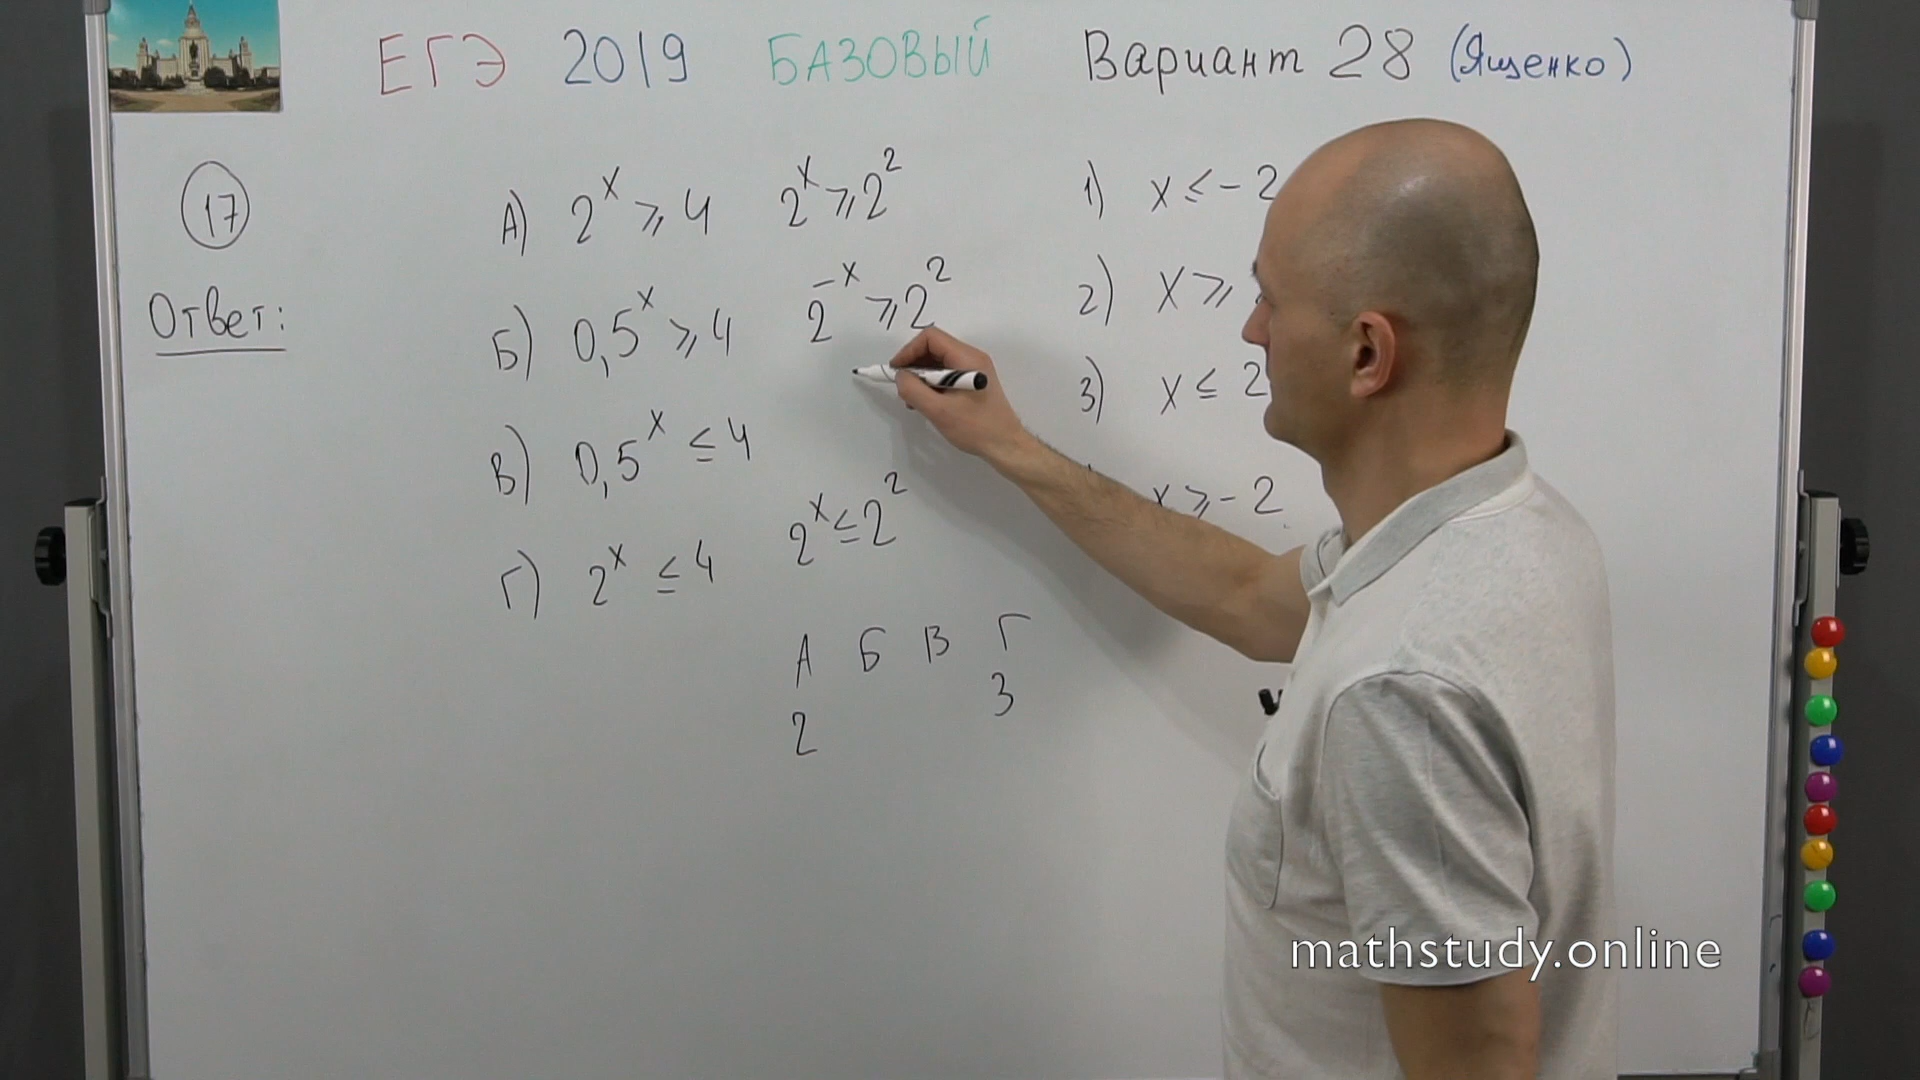 ЕГЭ 2019 БАЗОВЫЙ Вариант 28 (Ященко)
17
Ответ:
А) 2^x ⩾ 4 2^x ⩾ 2^2
Б) 0,5^x ⩾ 4 2^-x ⩾ 2^2
В) 0,5^x ≤ 4
Г) 2^x ≤ 4 2^x ≤ 2^2
1) x ≤ -2
2) x ⩾
3) x ≤ 2
x ⩾ -2
А Б В Г
2 3
mathstudy.online